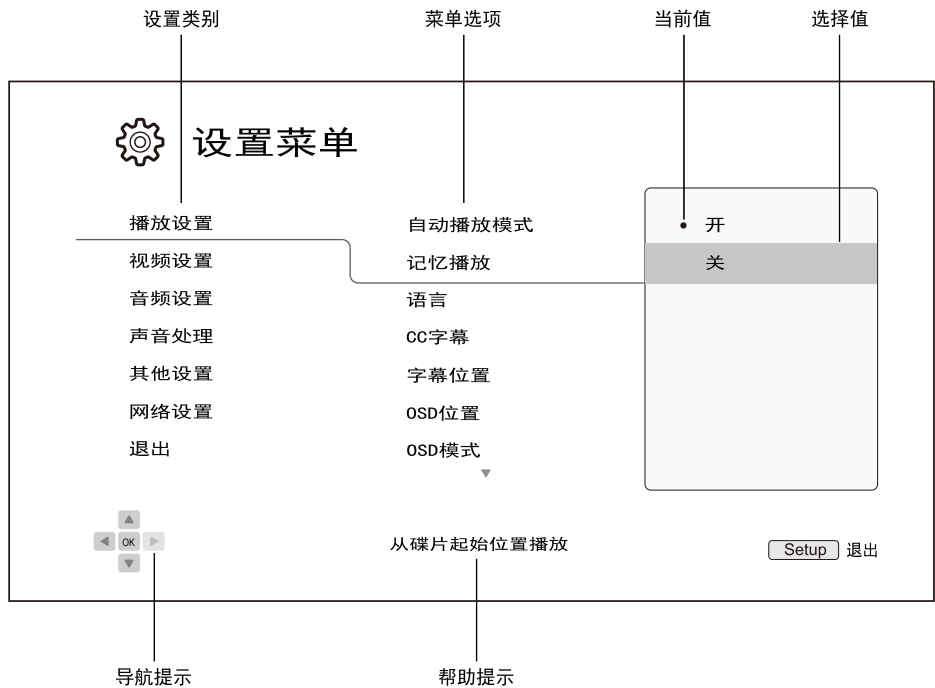 设置类别 菜单选项 当前值 选择值
设置菜单
播放设置 自动播放模式 开
视频设置 记忆播放 关
音频设置 语言
声音处理 CC字幕
其他设置 字幕位置
网络设置 OSD位置
退出 OSD模式
OK 从碟片起始位置播放 Setup 退出
导航提示 帮助提示